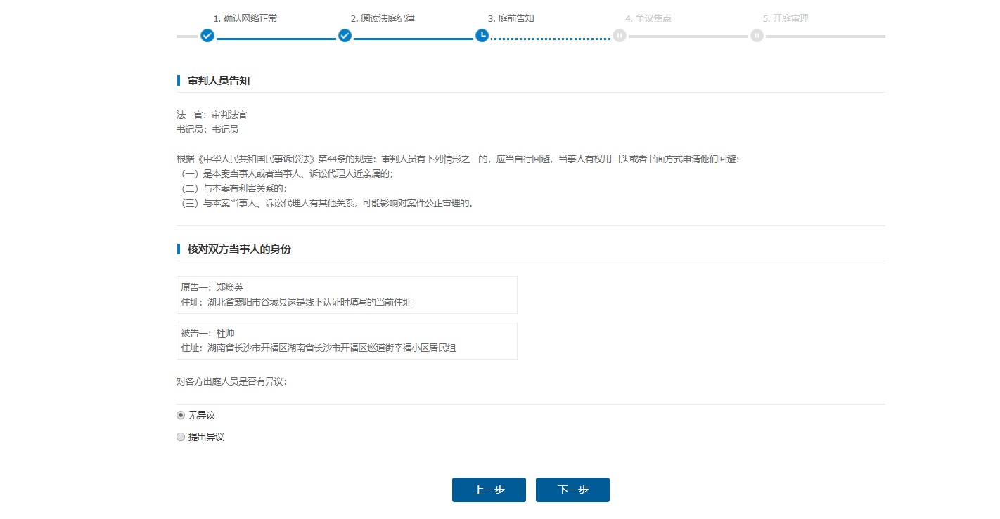 1. 确认网络正常
2. 阅读法庭纪律
3. 庭前告知
4. 争议焦点
5. 开庭审理
审判人员告知
法　官：审判法官
书记员：书记员
根据《中华人民共和国民事诉讼法》第44条的规定：审判人员有下列情形之一的，应当自行回避，当事人有权用口头或者书面方式申请他们回避：
（一）是本案当事人或者当事人、诉讼代理人近亲属的；
（二）与本案有利害关系的；
（三）与本案当事人、诉讼代理人有其他关系，可能影响对案件公正审理的。
核对双方当事人的身份
原告一：郑焕英
住址：湖北省襄阳市谷城县这是线下认证时填写的当前住址
被告一：杜帅
住址：湖南省长沙市开福区湖南省长沙市开福区巡道街幸福小区居民组
对各方出庭人员是否有异议：
无异议
提出异议
上一步
下一步